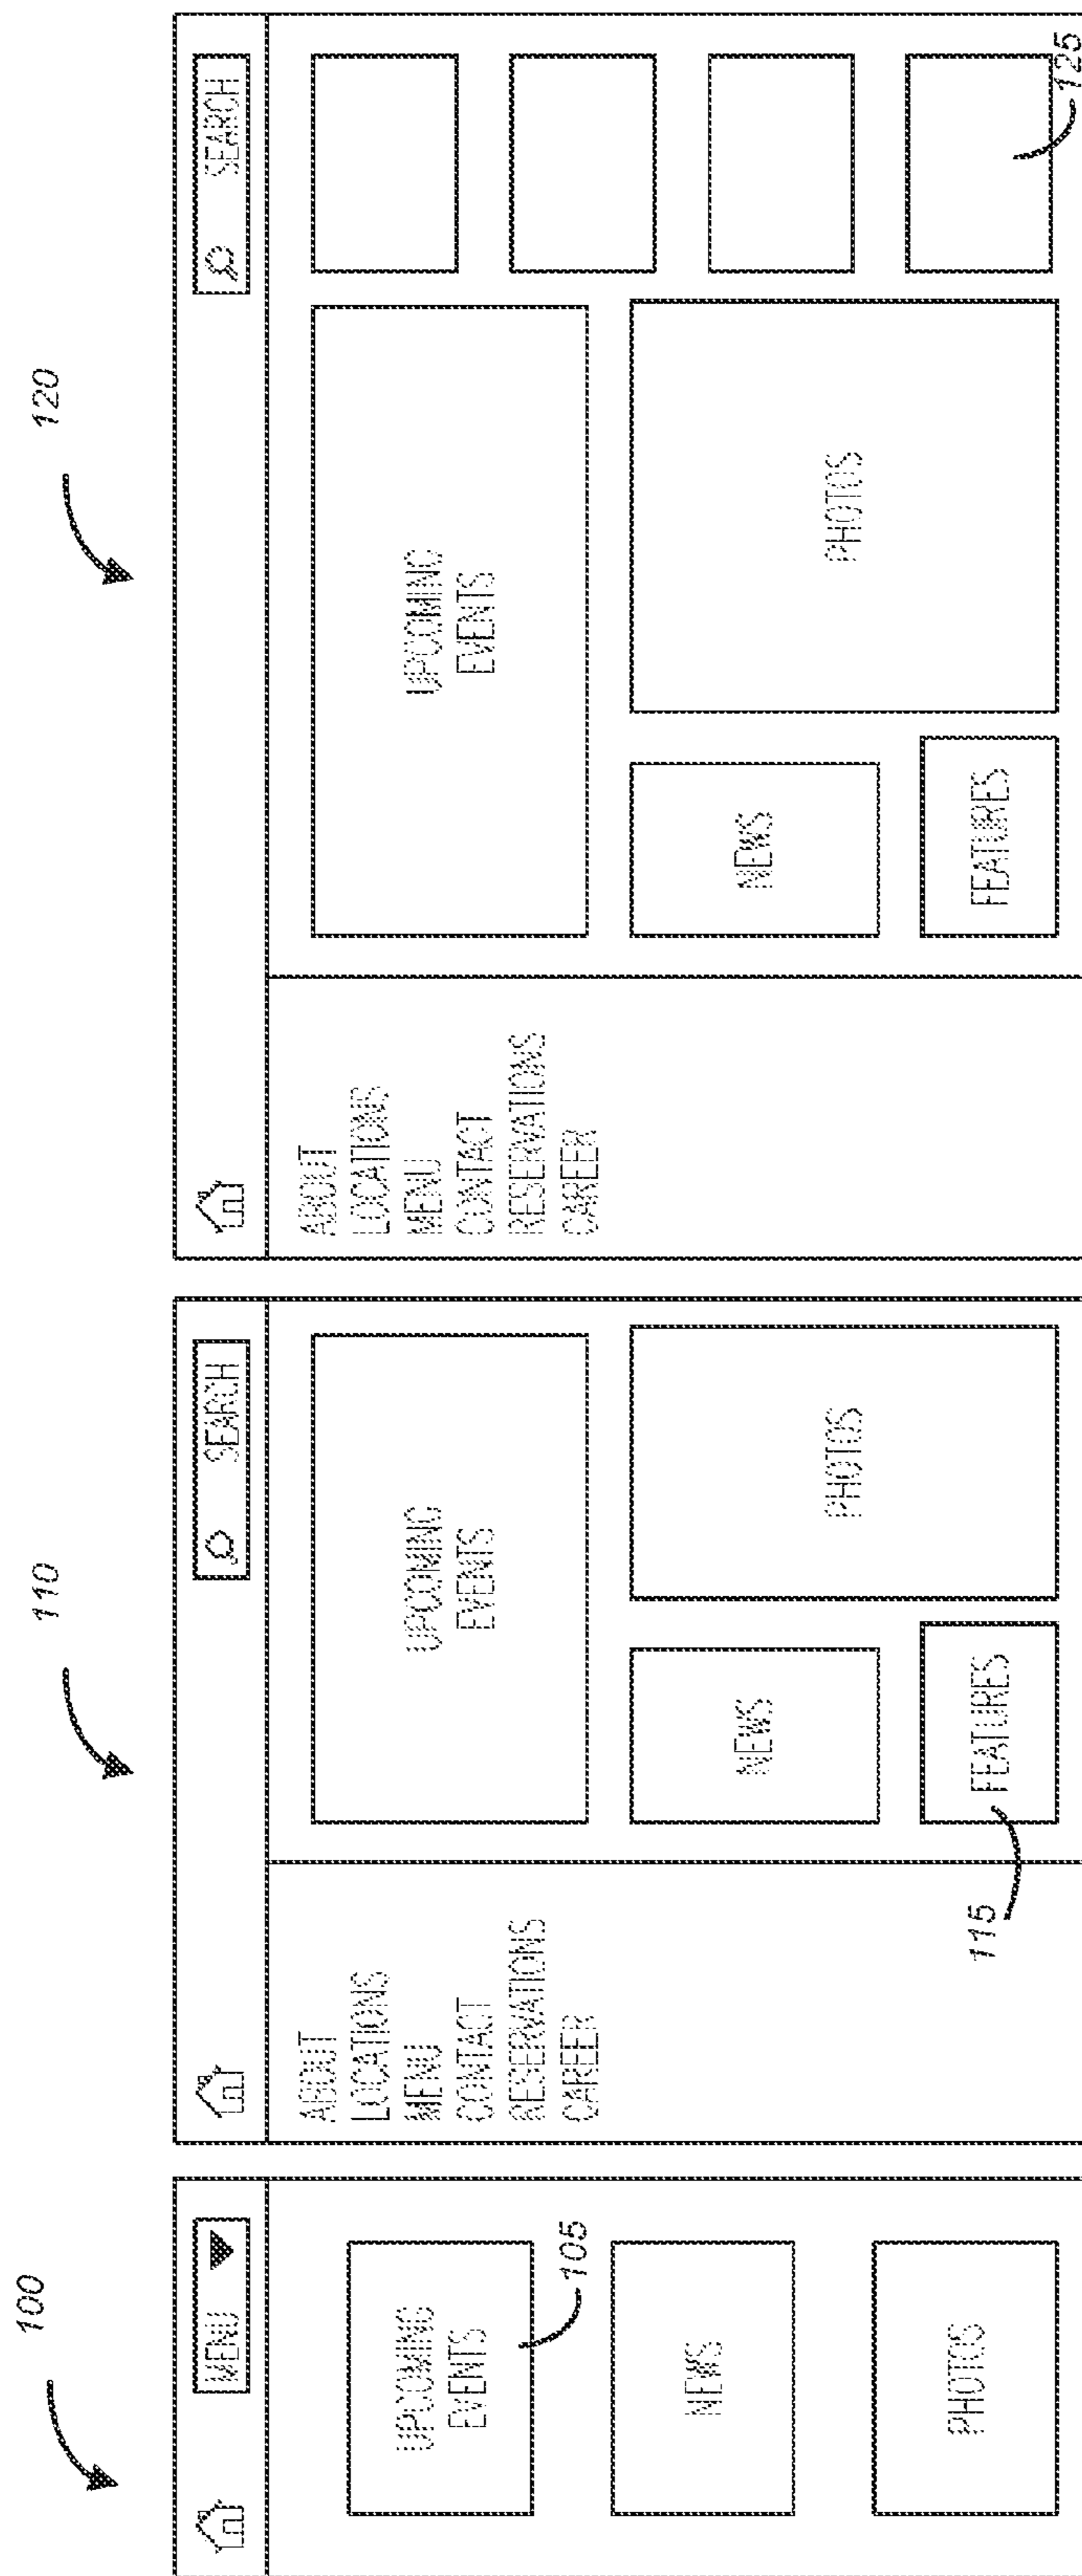 100
MENU
UPCOMING
EVENTS
105
NEWS
PHOTOS
110
SEARCH
ABOUT
LOCATIONS
MENU
CONTACT
RESERVATIONS
CAREER
UPCOMING
EVENTS
NEWS
PHOTOS
FEATURES
115
120
SEARCH
ABOUT
LOCATIONS
MENU
CONTACT
RESERVATIONS
CAREER
UPCOMING
EVENTS
NEWS
PHOTOS
FEATURES
125